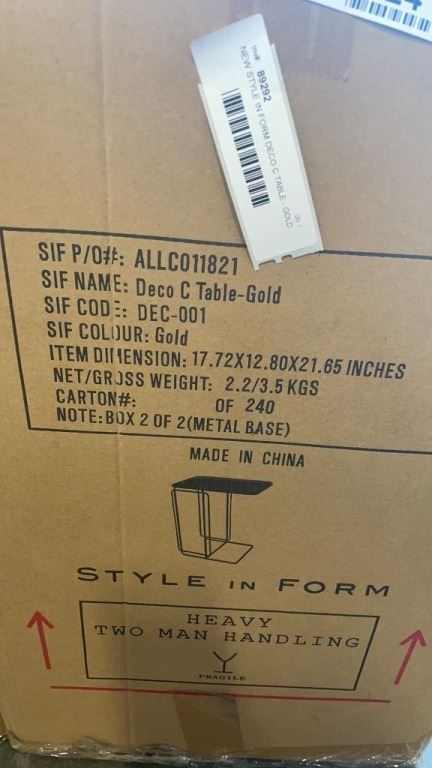 24
Inv#: 89292
NEW STYLE IN FORM DECO C TABLE - GOLD
SIF P/O#: ALLC011821
SIF NAME: Deco C Table-Gold
SIF CODE: DEC-001
SIF COLOUR: Gold
ITEM DIMENSION: 17.72X12.80X21.65 INCHES
NET/GROSS WEIGHT: 2.2/3.5 KGS
CARTON#: OF 240
NOTE: BOX 2 OF 2(METAL BASE)
MADE IN CHINA
STYLE IN FORM
HEAVY
TWO MAN HANDLING
FRAGILE